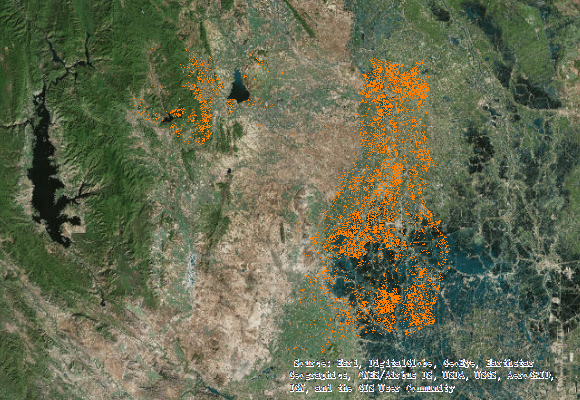 Source: Esri, DigitalGlobe, GeoEye, Earthstar
Geographics, CNES/Airbus DS, USDA, USGS, AeroGRID,
IGN, and the GIS User Community